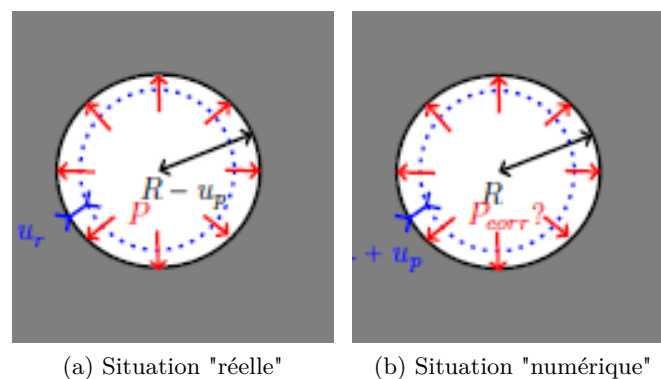 R − u_p
P
u_r
R
P_corr?
+ u_p
(a) Situation "réelle"
(b) Situation "numérique"